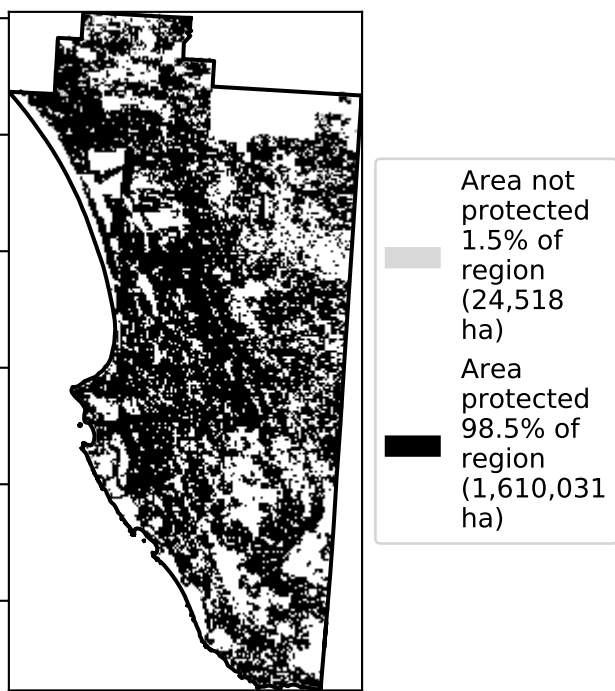 Area not
protected
1.5% of
region
(24,518
ha)
Area
protected
98.5% of
region
(1,610,031
ha)